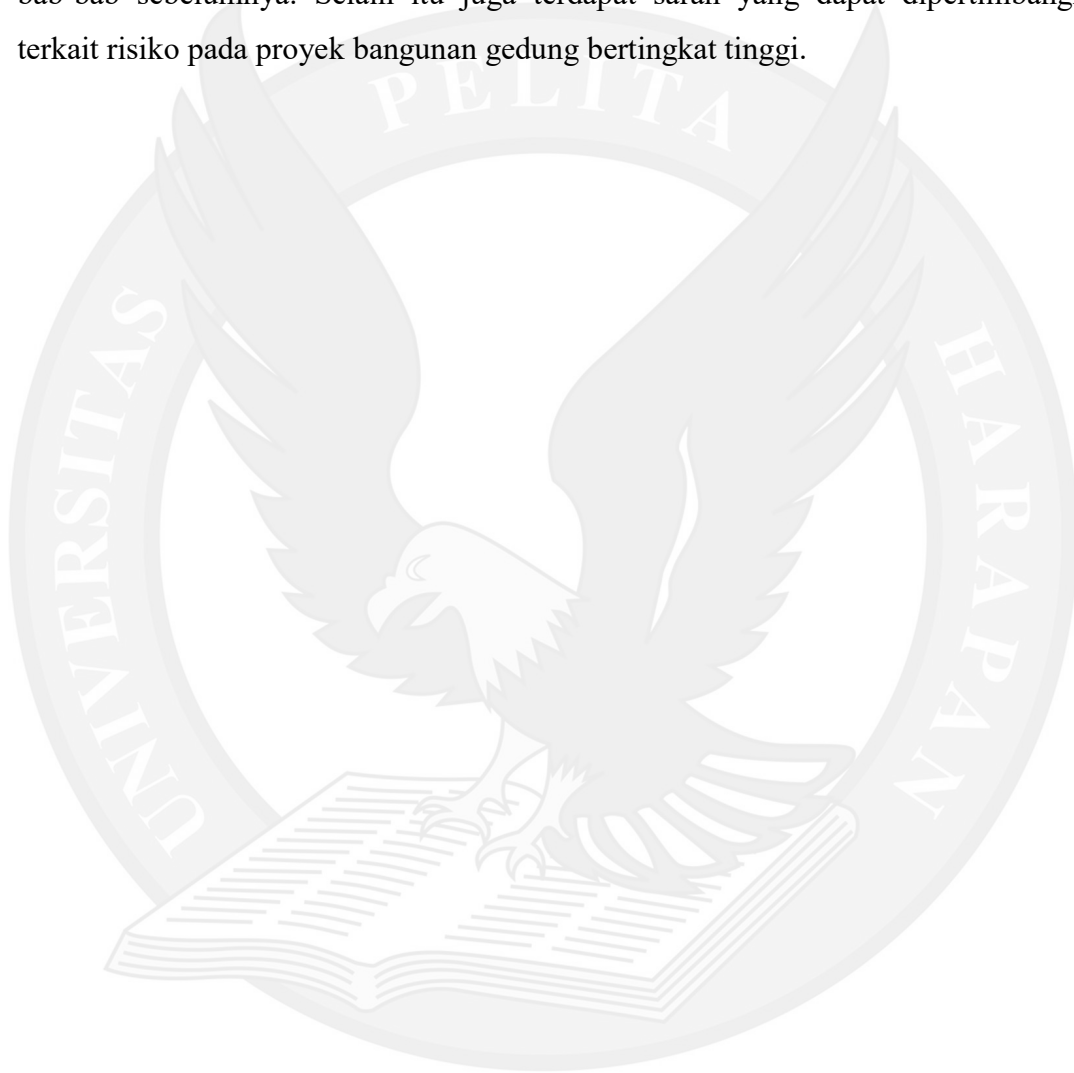 bab-bab sebelumnya. Selain itu juga terdapat saran yang dapat
terkait risiko pada proyek bangunan gedung bertingkat tinggi.
PELITA
UNIVERSITAS
HARAPAN